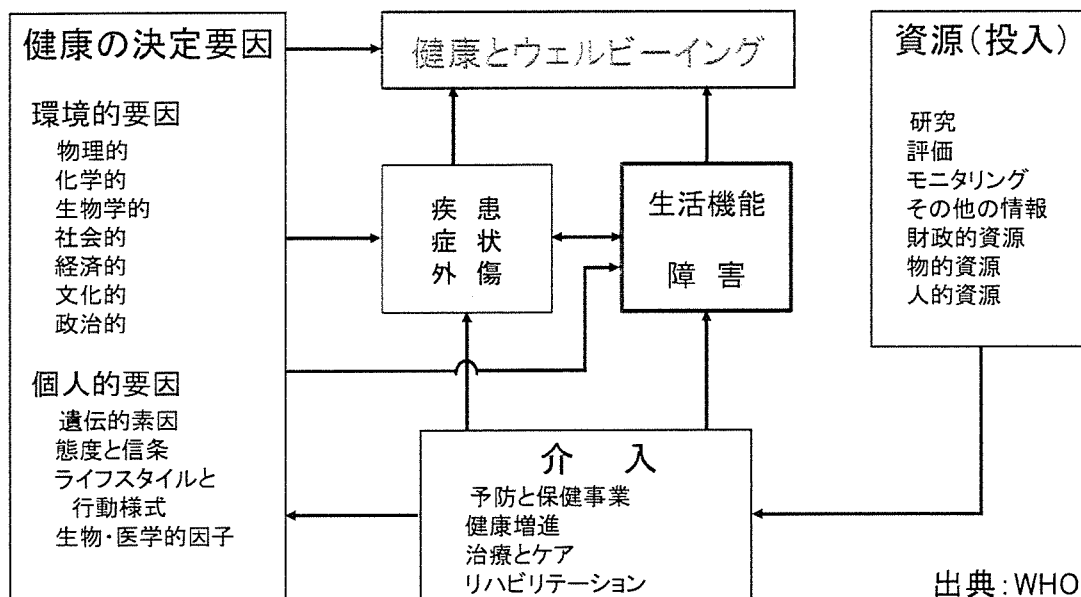 健康の決定要因
環境的要因
物理的
化学的
生物学的
社会的
経済的
文化的
政治的
個人的要因
遺伝的素因
態度と信条
ライフスタイルと
行動様式
生物・医学的因子
健康とウェルビーイング
疾患
症状
外傷
生活機能
障害
介入
予防と保健事業
健康増進
治療とケア
リハビリテーション
資源(投入)
研究
評価
モニタリング
その他の情報
財政的資源
物的資源
人的資源
出典:WHO